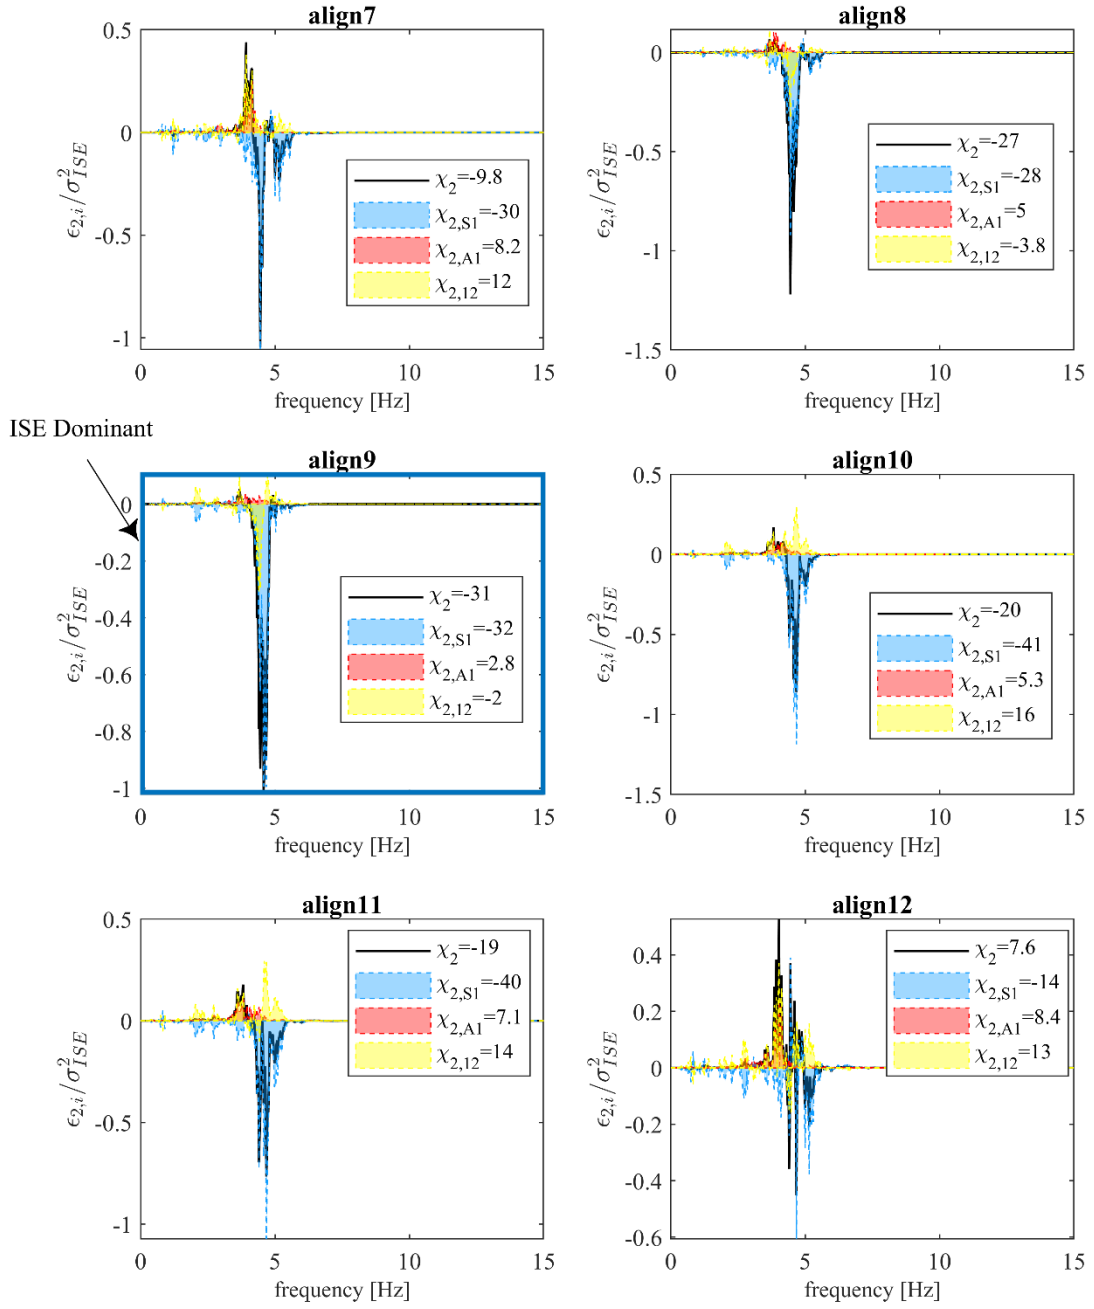 align7
0.5
0
-0.5
-1
ϵ2,i/σ²ISE
χ2=-9.8
χ2,S1=-30
χ2,A1=8.2
χ2,12=12
0 5 10 15
frequency [Hz]
align8
0
-0.5
-1
-1.5
ϵ2,i/σ²ISE
χ2=-27
χ2,S1=-28
χ2,A1=5
χ2,12=-3.8
0 5 10 15
frequency [Hz]
ISE Dominant
align9
0
-0.2
-0.4
-0.6
-0.8
-1
ϵ2,i/σ²ISE
χ2=-31
χ2,S1=-32
χ2,A1=2.8
χ2,12=-2
0 5 10 15
frequency [Hz]
align10
0.5
0
-0.5
-1
-1.5
ϵ2,i/σ²ISE
χ2=-20
χ2,S1=-41
χ2,A1=5.3
χ2,12=16
0 5 10 15
frequency [Hz]
align11
0.5
0
-0.5
-1
ϵ2,i/σ²ISE
χ2=-19
χ2,S1=-40
χ2,A1=7.1
χ2,12=14
0 5 10 15
frequency [Hz]
align12
0.4
0.2
0
-0.2
-0.4
-0.6
ϵ2,i/σ²ISE
χ2=7.6
χ2,S1=-14
χ2,A1=8.4
χ2,12=13
0 5 10 15
frequency [Hz]